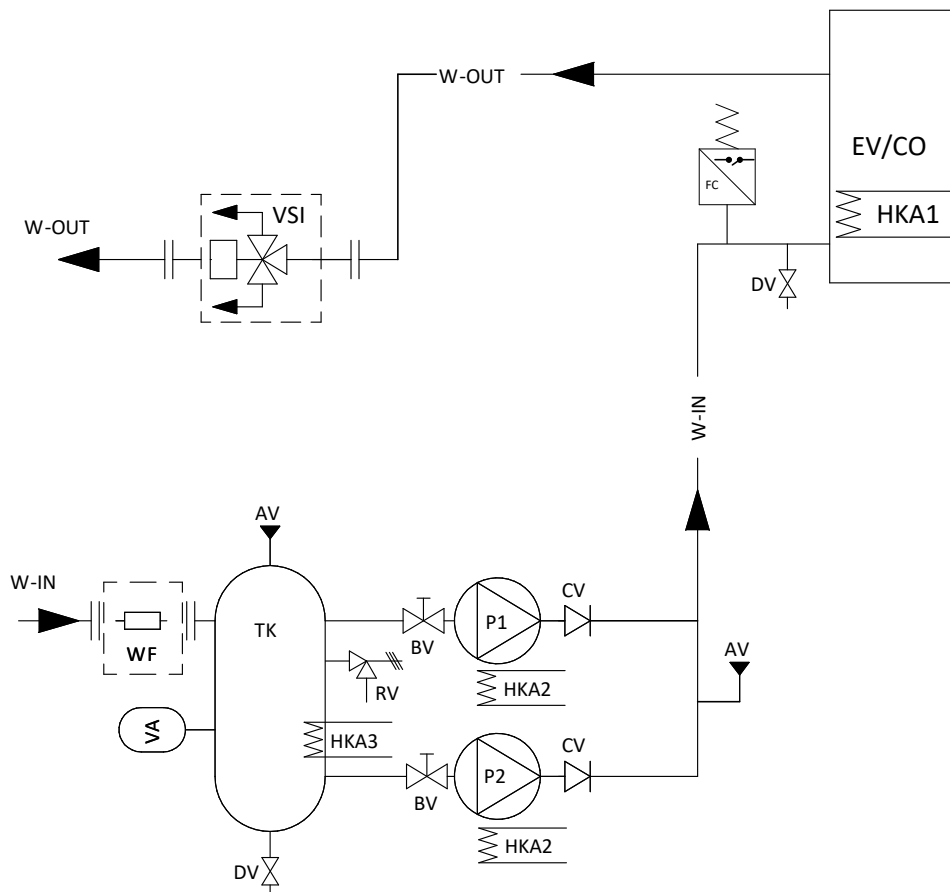 W-OUT
EV/CO
FC
HKA1
VSI
W-OUT
DV
W-IN
AV
W-IN
CV
P1
TK
BV
WF
AV
RV
HKA2
VA
HKA3
CV
P2
BV
HKA2
DV